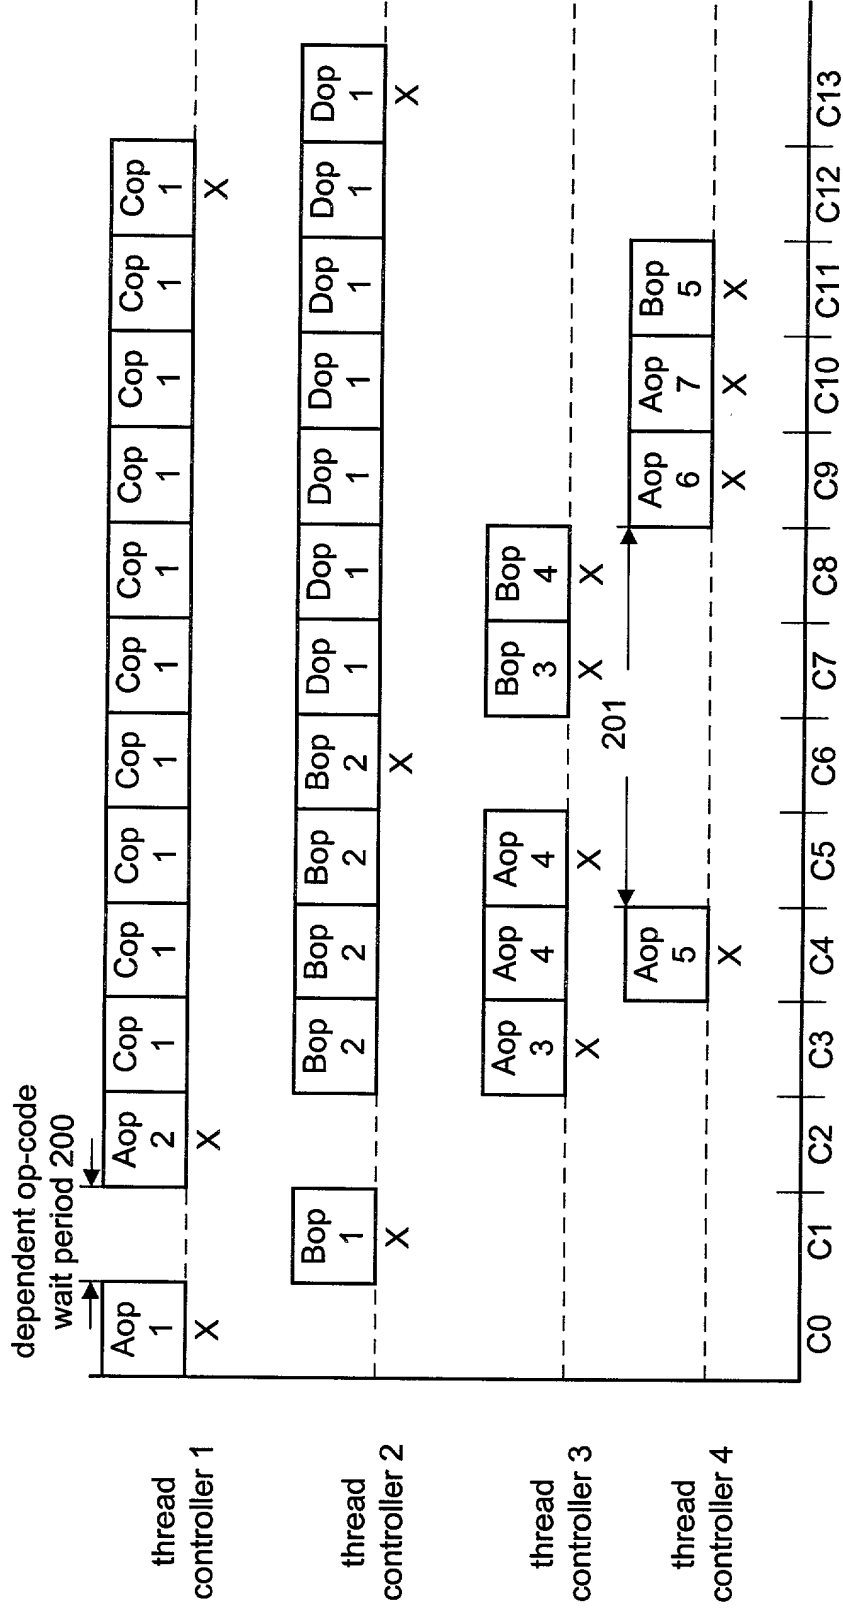 dependent op-code
wait period 200
thread
controller 1
Aop
1
X
Aop
2
X
Cop
1
Cop
1
Cop
1
Cop
1
Cop
1
Cop
1
Cop
1
Cop
1
Cop
1
Cop
1
X
thread
controller 2
Bop
1
X
Bop
2
Bop
2
Bop
2
Bop
2
X
Dop
1
Dop
1
Dop
1
Dop
1
Dop
1
Dop
1
Dop
1
X
thread
controller 3
Aop
3
X
Aop
4
Aop
4
X
Bop
3
X
Bop
4
X
201
thread
controller 4
Aop
5
X
Aop
6
X
Aop
7
X
Bop
5
X
C0 C1 C2 C3 C4 C5 C6 C7 C8 C9 C10 C11 C12 C13